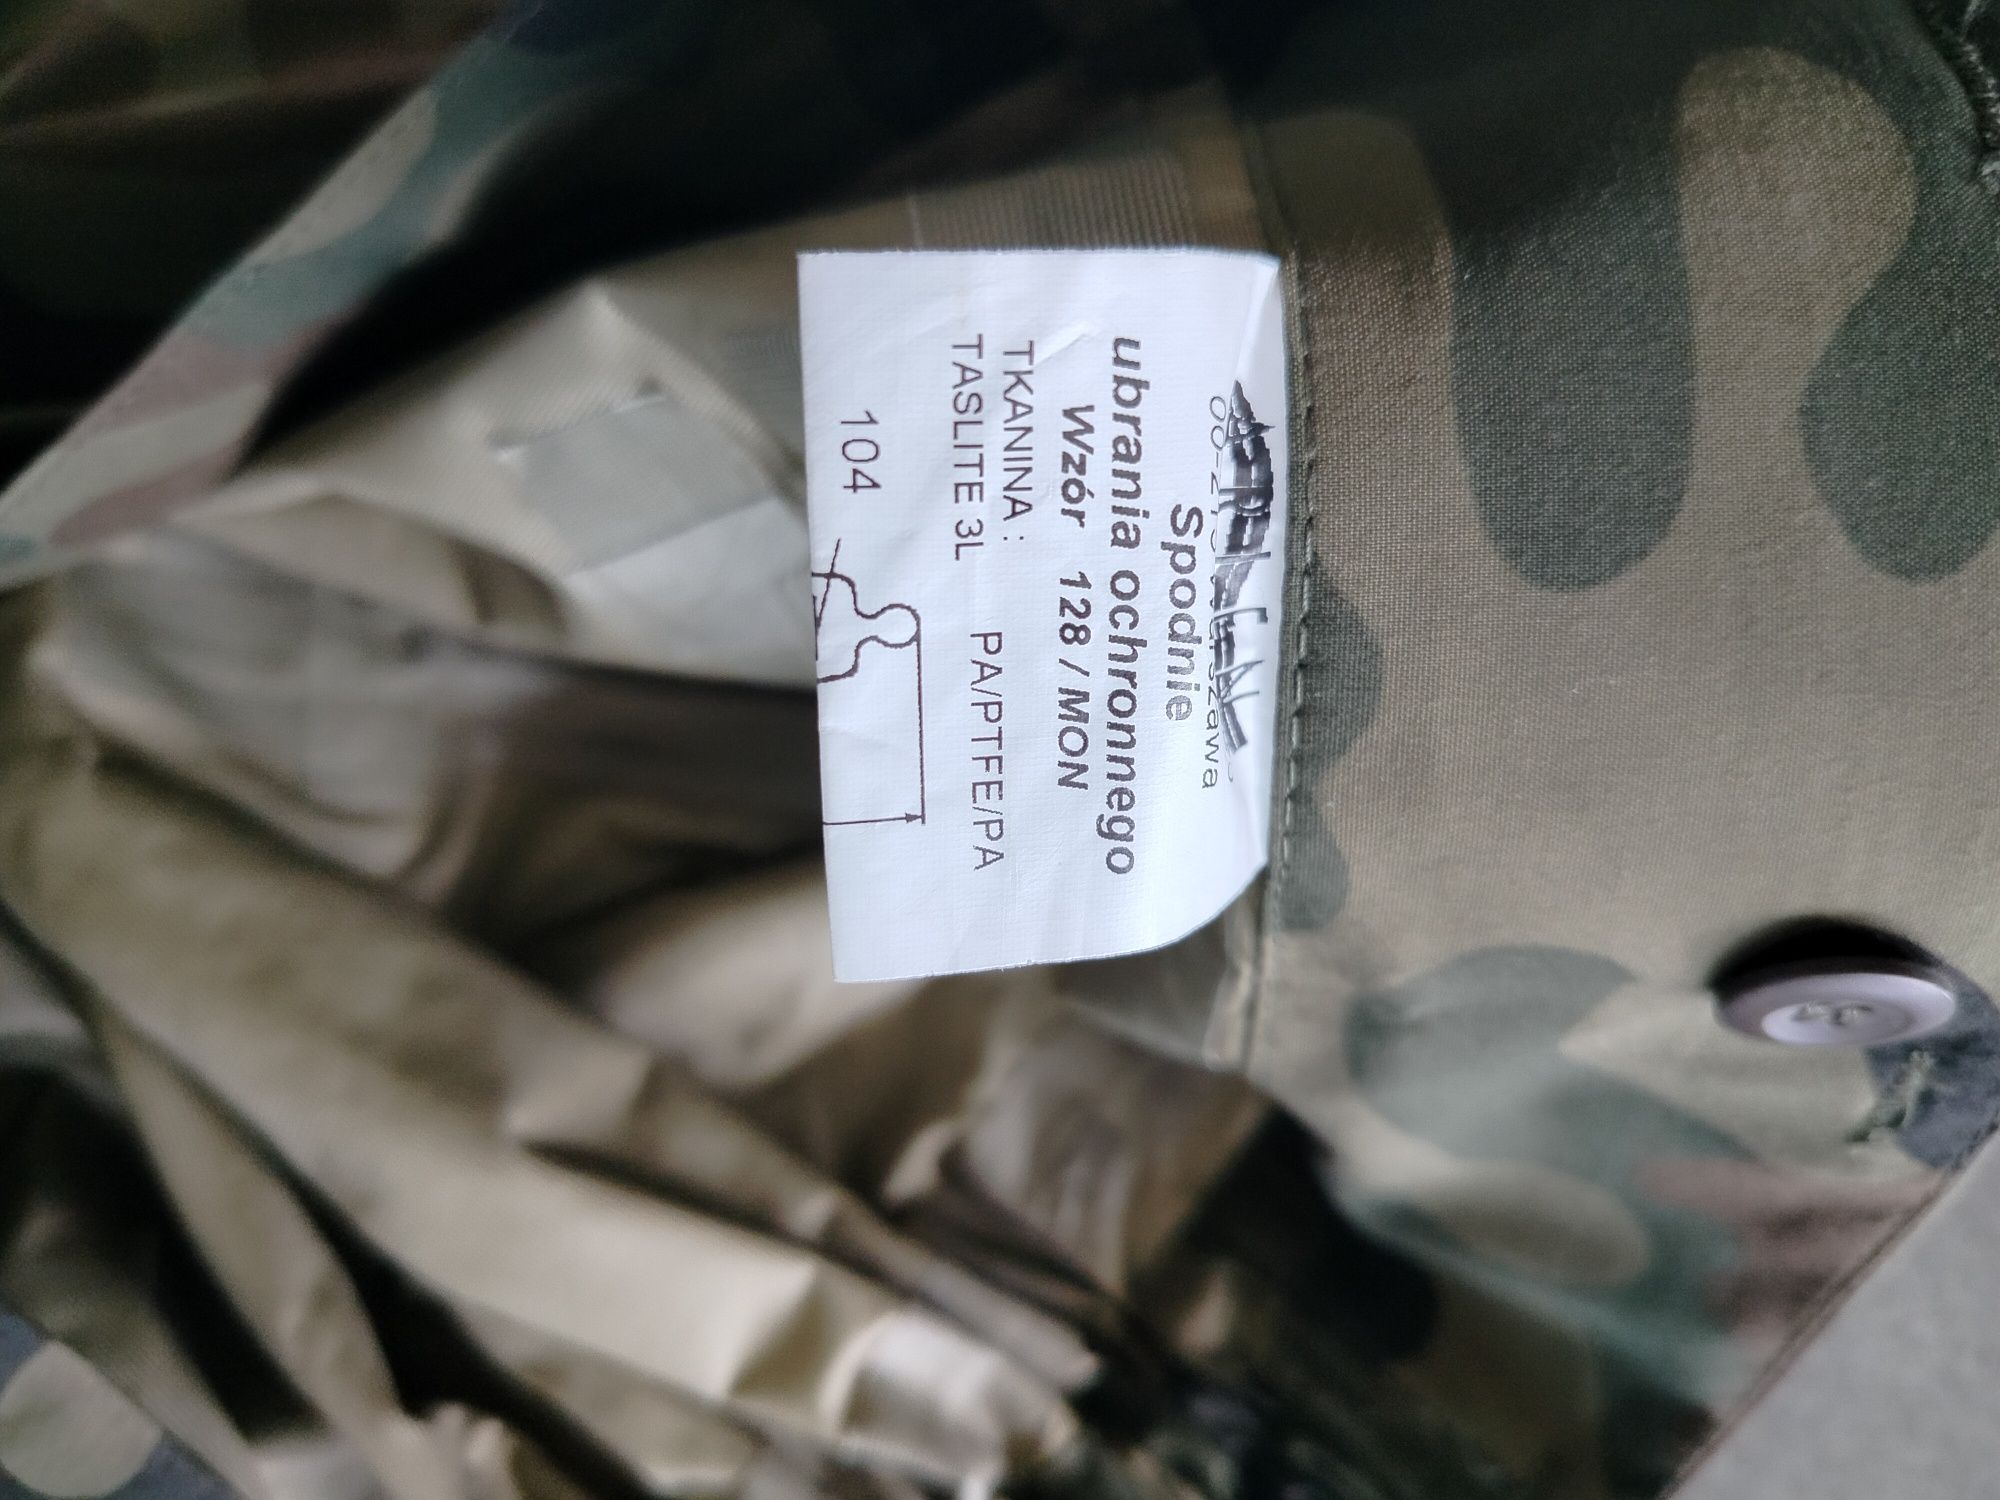 Spodnie
ubrania ochronnego
Wzór 128 / MON
TKANINA :
TASLITE 3L PA/PTFE/PA
104